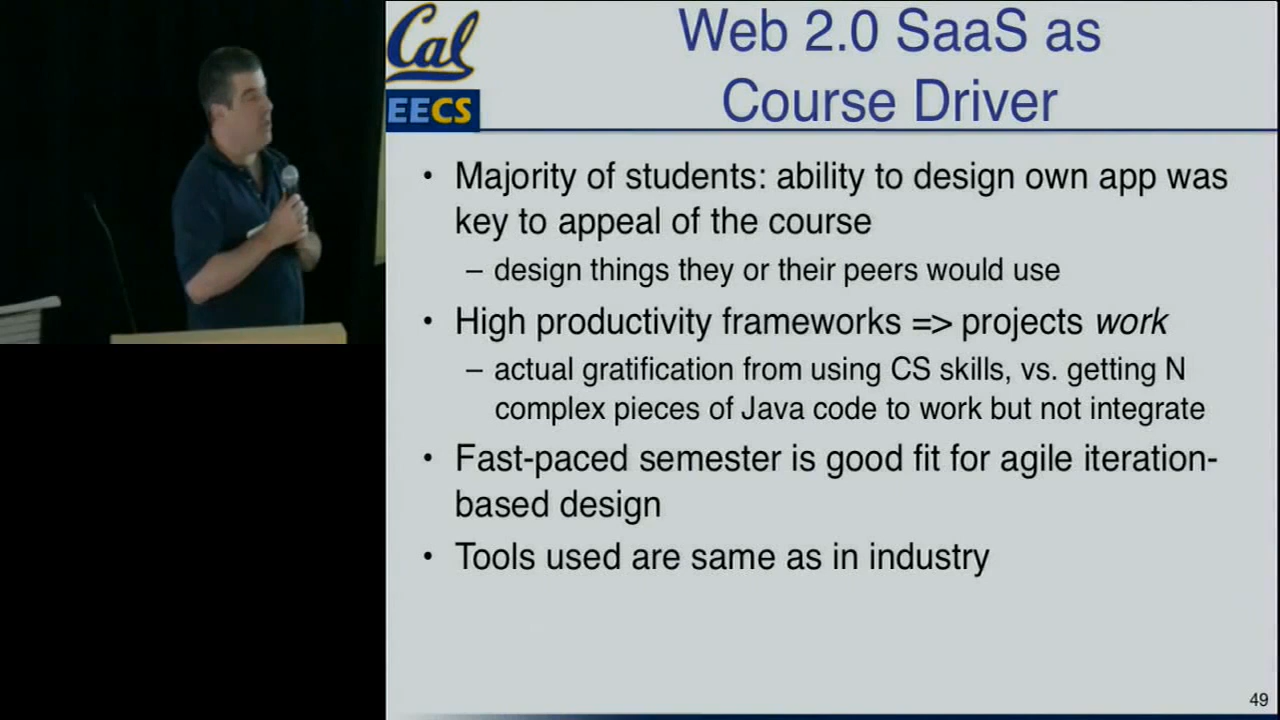 Cal
EECS
Web 2.0 SaaS as
Course Driver
• Majority of students: ability to design own app was
key to appeal of the course
– design things they or their peers would use
• High productivity frameworks => projects work
– actual gratification from using CS skills, vs. getting N
complex pieces of Java code to work but not integrate
• Fast-paced semester is good fit for agile iteration-
based design
• Tools used are same as in industry
49